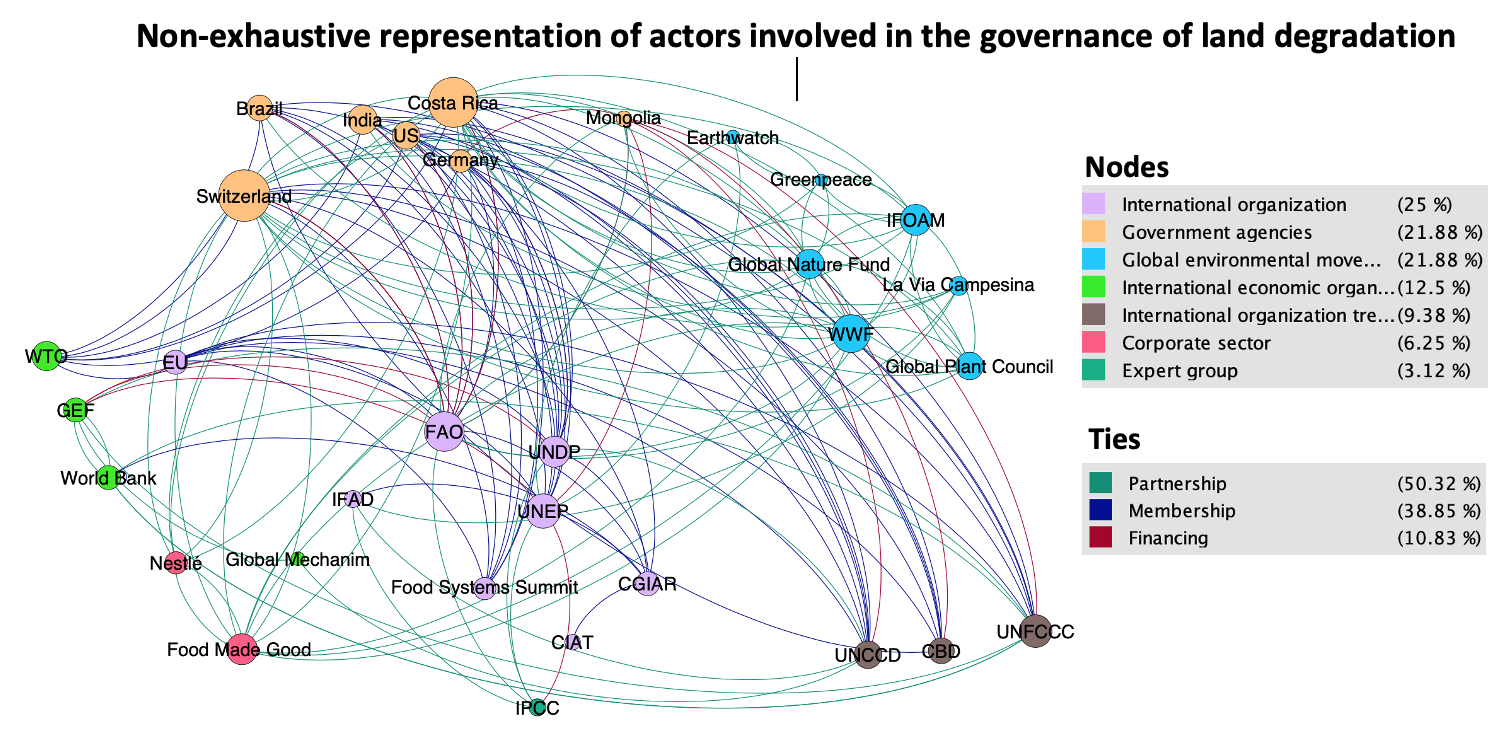 Non-exhaustive representation of actors involved in the governance of land degradation
Brazil
India
US
Costa Rica
Germany
Mongolia
Earthwatch
Greenpeace
Switzerland
IFOAM
Global Nature Fund
La Via Campesina
WWF
Global Plant Council
WTO
EU
GEF
World Bank
FAO
UNDP
IFAD
UNEP
Nestlé
Global Mechanim
Food Systems Summit
CGIAR
Food Made Good
CIAT
UNCCD
CBD
UNFCCC
IPCC
Nodes
International organization (25 %)
Government agencies (21.88 %)
Global environmental move... (21.88 %)
International economic organ... (12.5 %)
International organization tre... (9.38 %)
Corporate sector (6.25 %)
Expert group (3.12 %)
Ties
Partnership (50.32 %)
Membership (38.85 %)
Financing (10.83 %)